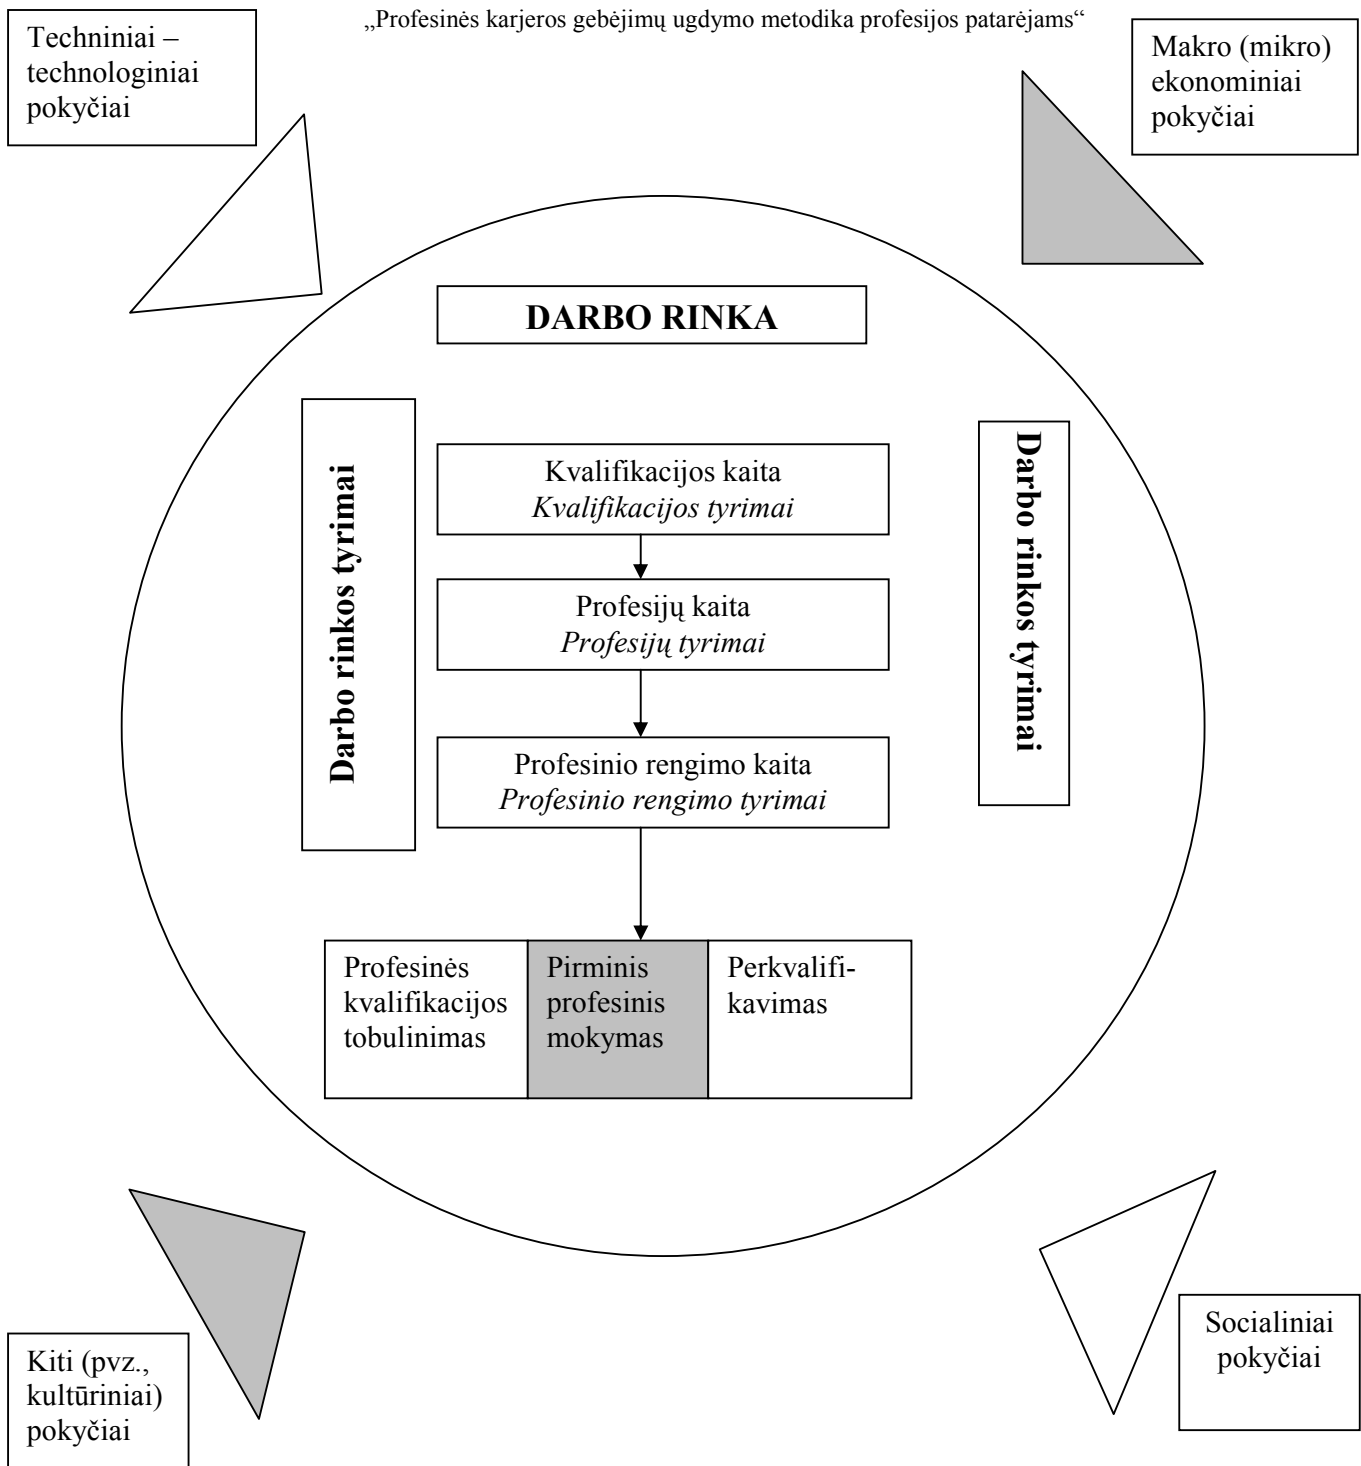 „Profesinės karjeros gebėjimų ugdymo metodika profesijos patarėjams“
Techniniai –
technologiniai
pokyčiai
Makro (mikro)
ekonominiai
pokyčiai
DARBO RINKA
Darbo rinkos tyrimai
Kvalifikacijos kaita
Kvalifikacijos tyrimai
Profesijų kaita
Profesijų tyrimai
Profesinio rengimo kaita
Profesinio rengimo tyrimai
Darbo rinkos tyrimai
Profesinės
kvalifikacijos
tobulinimas
Pirminis
profesinis
mokymas
Perkvalifi-
kavimas
Kiti (pvz.,
kultūriniai)
pokyčiai
Socialiniai
pokyčiai